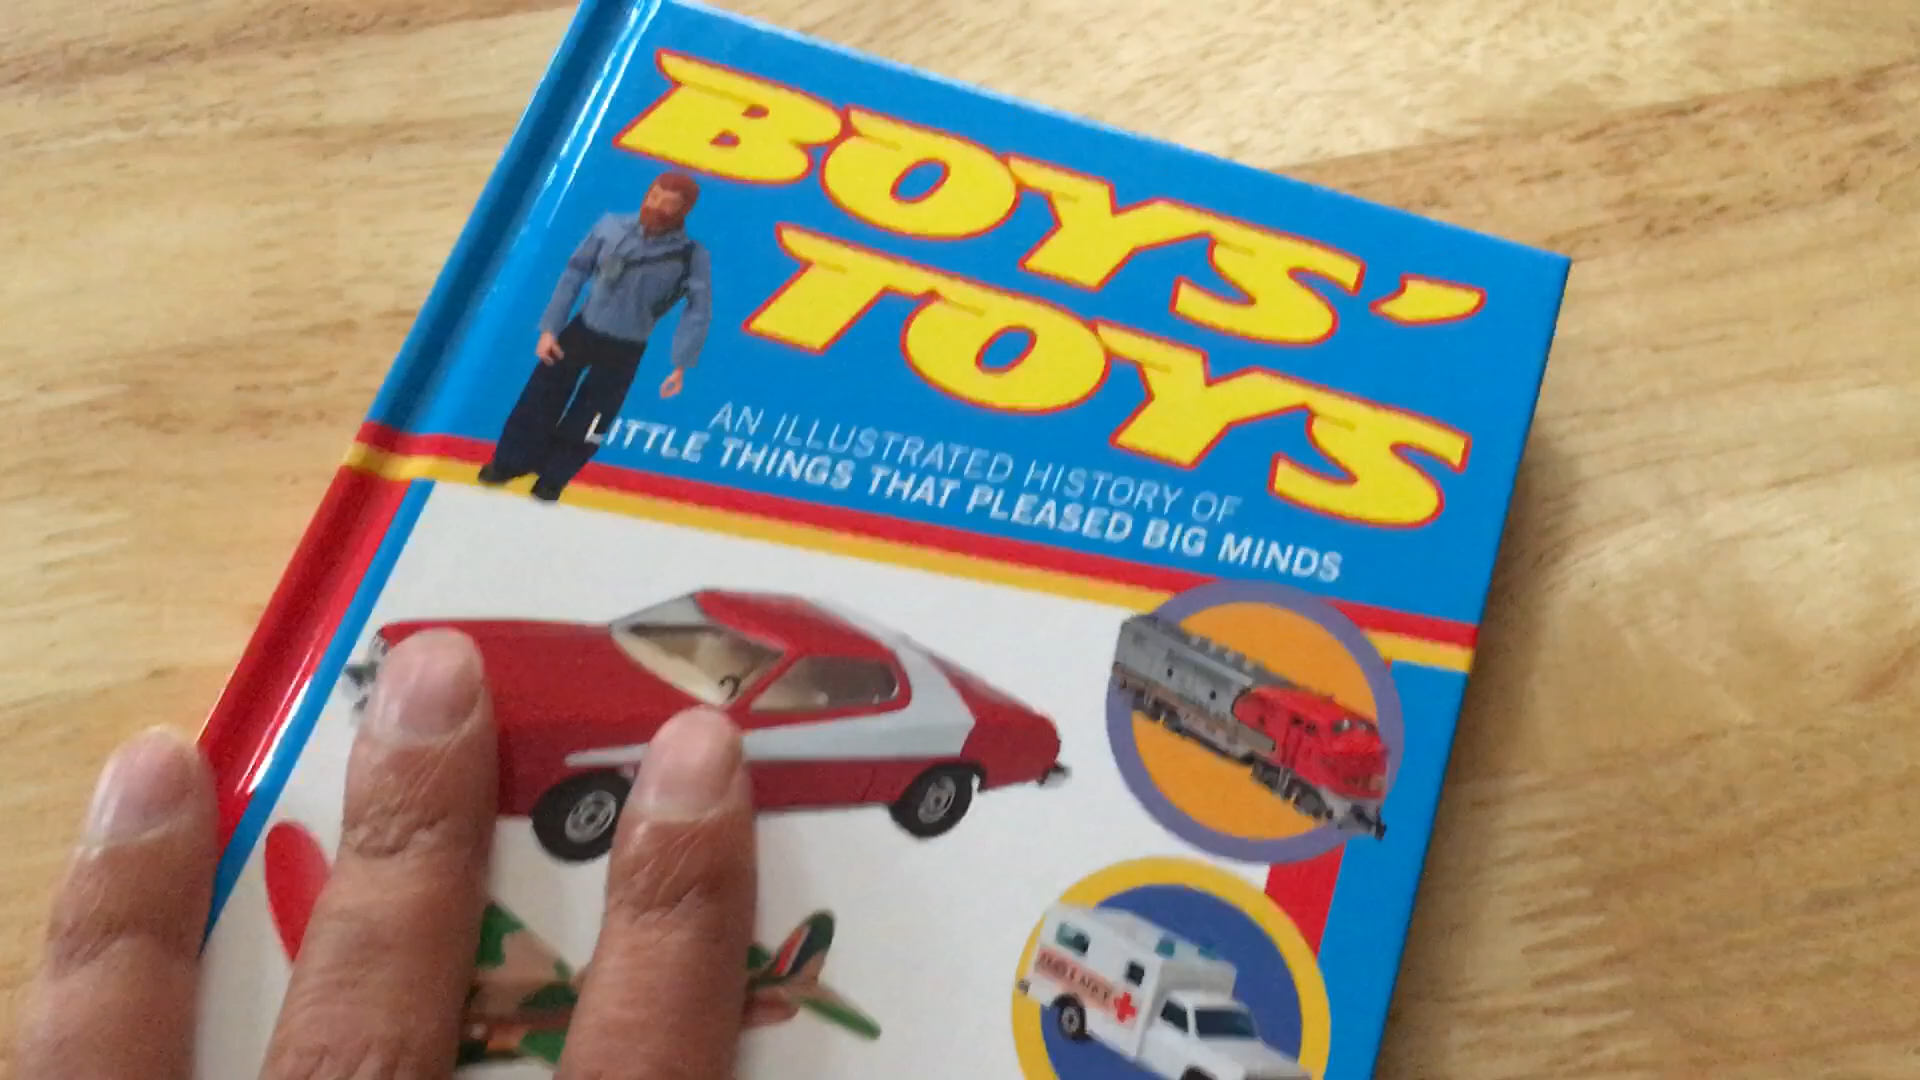 BOYS'
TOYS
AN ILLUSTRATED HISTORY OF
LITTLE THINGS THAT PLEASED BIG MINDS